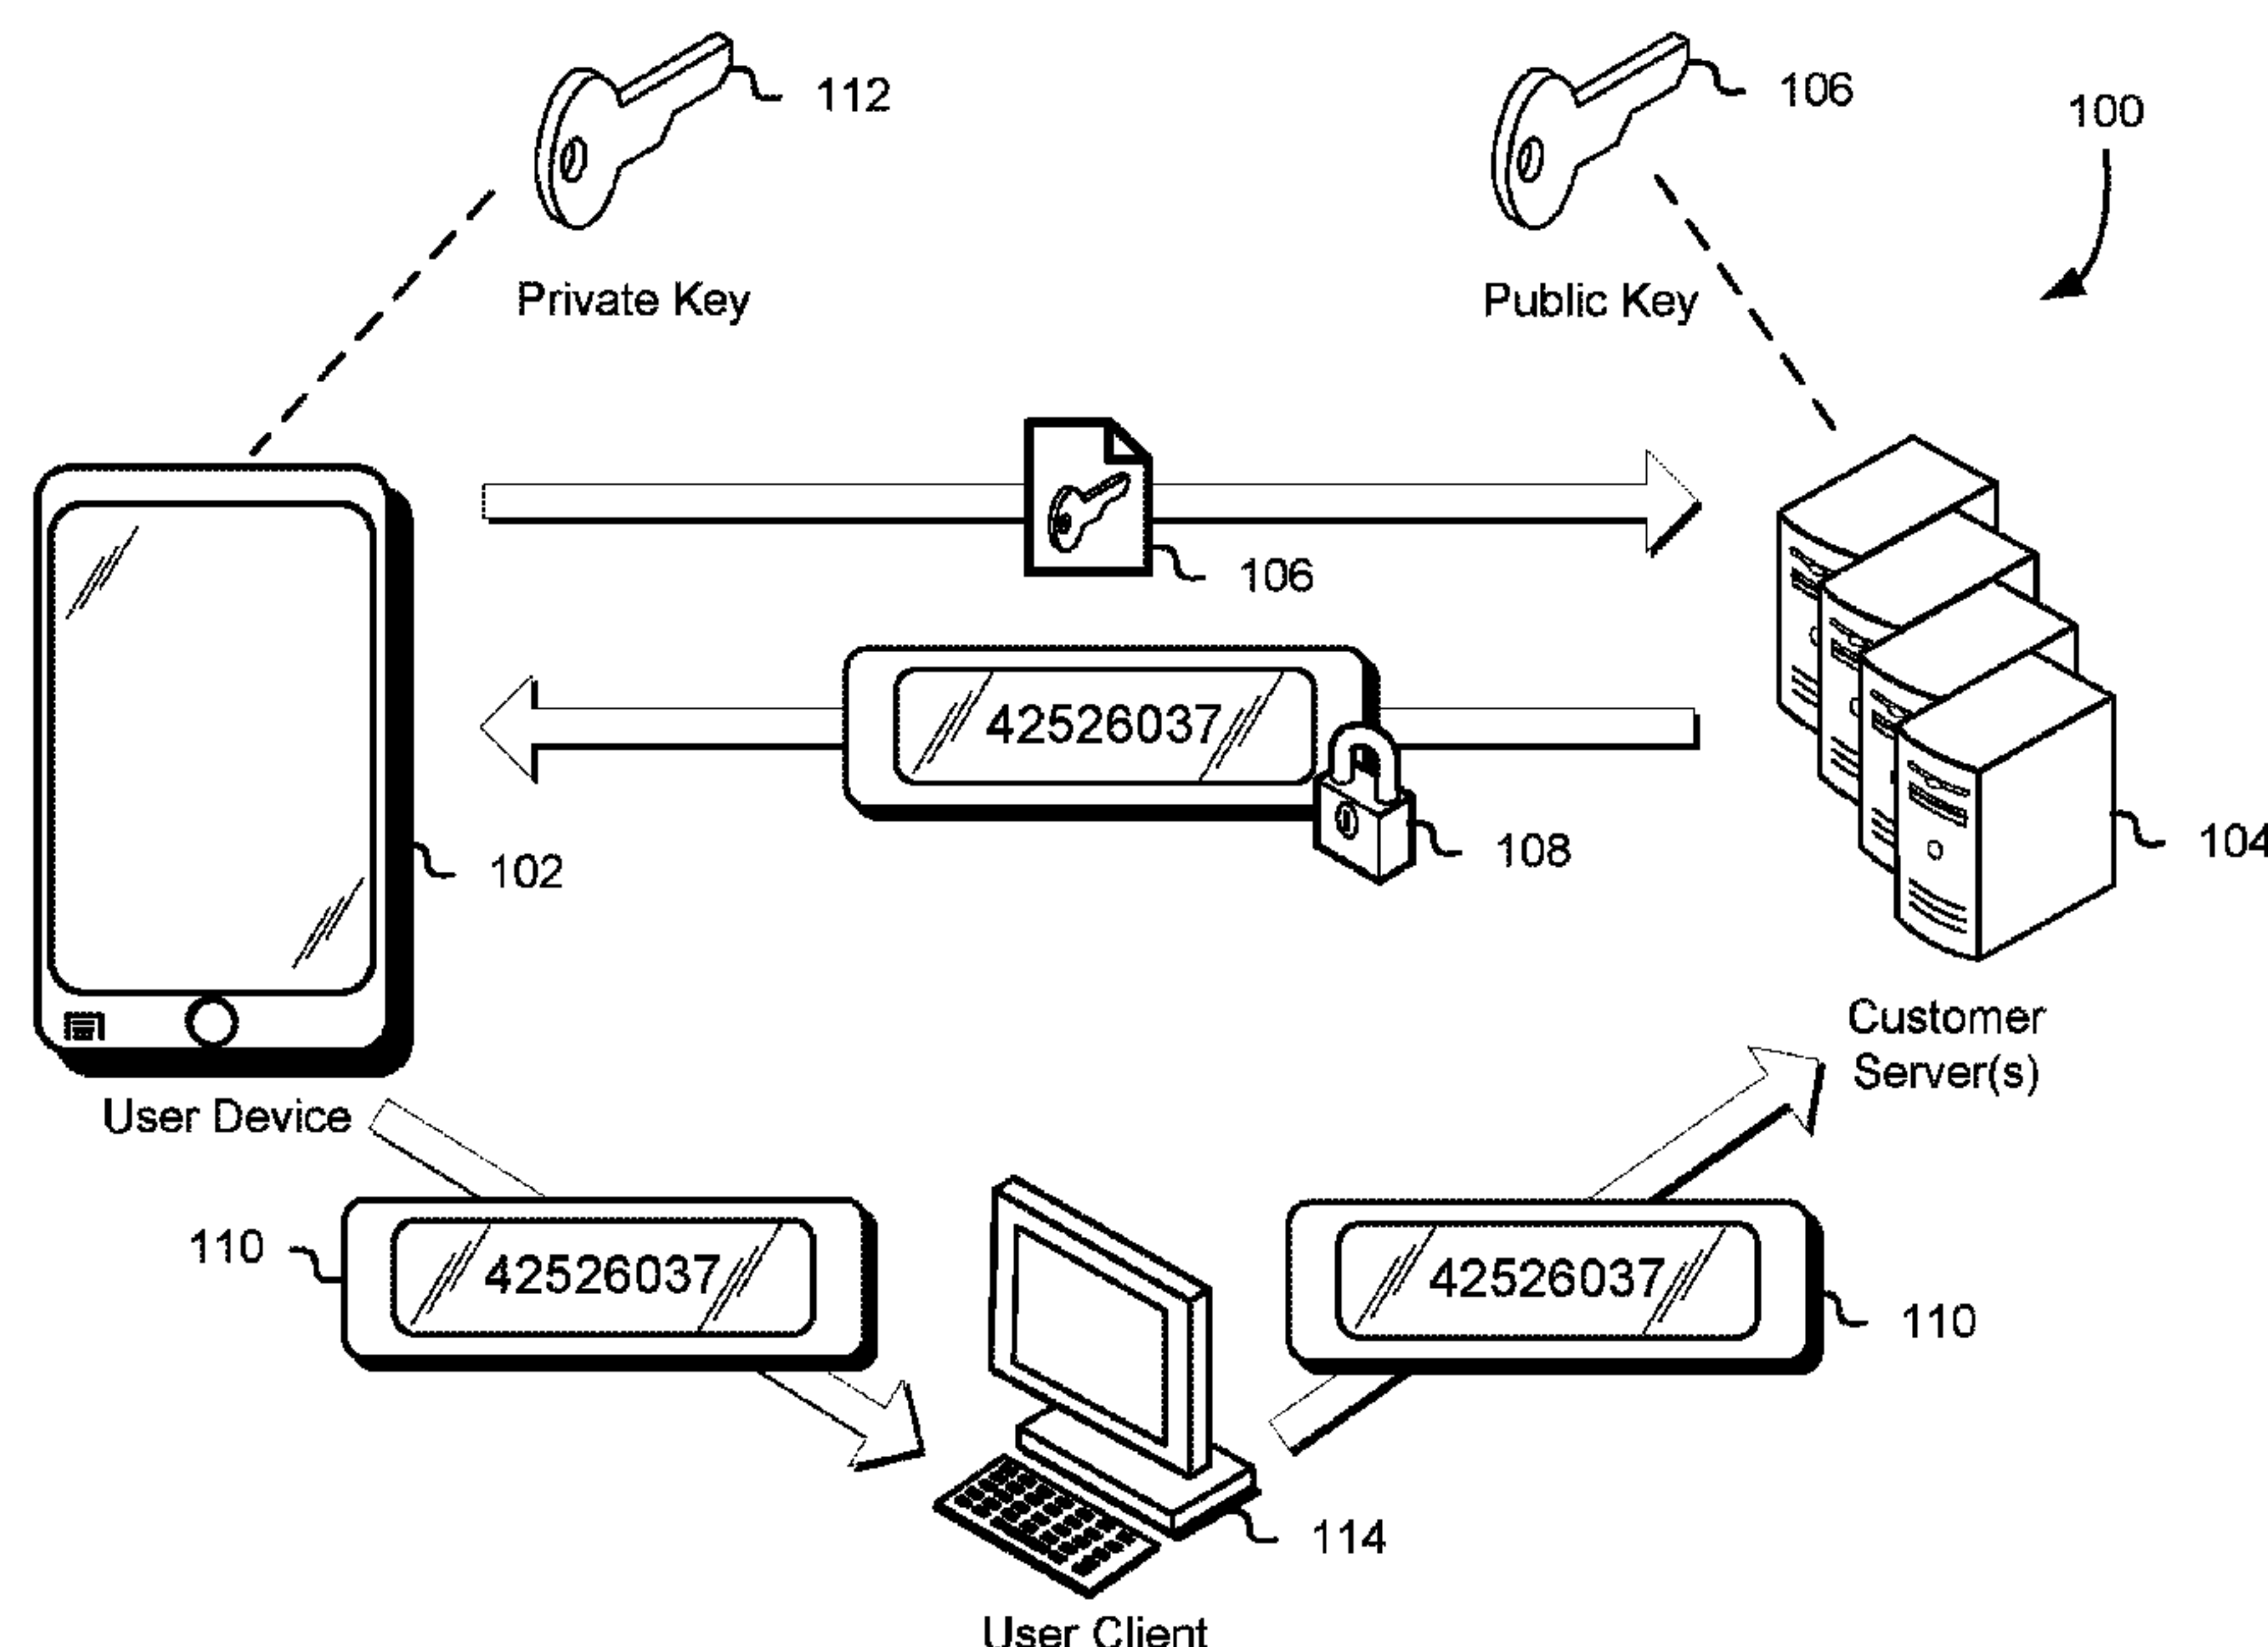 112
106
100
Private Key
Public Key
106
42526037
108
104
102
Customer
Server(s)
User Device
110
42526037
42526037
110
114
User Client